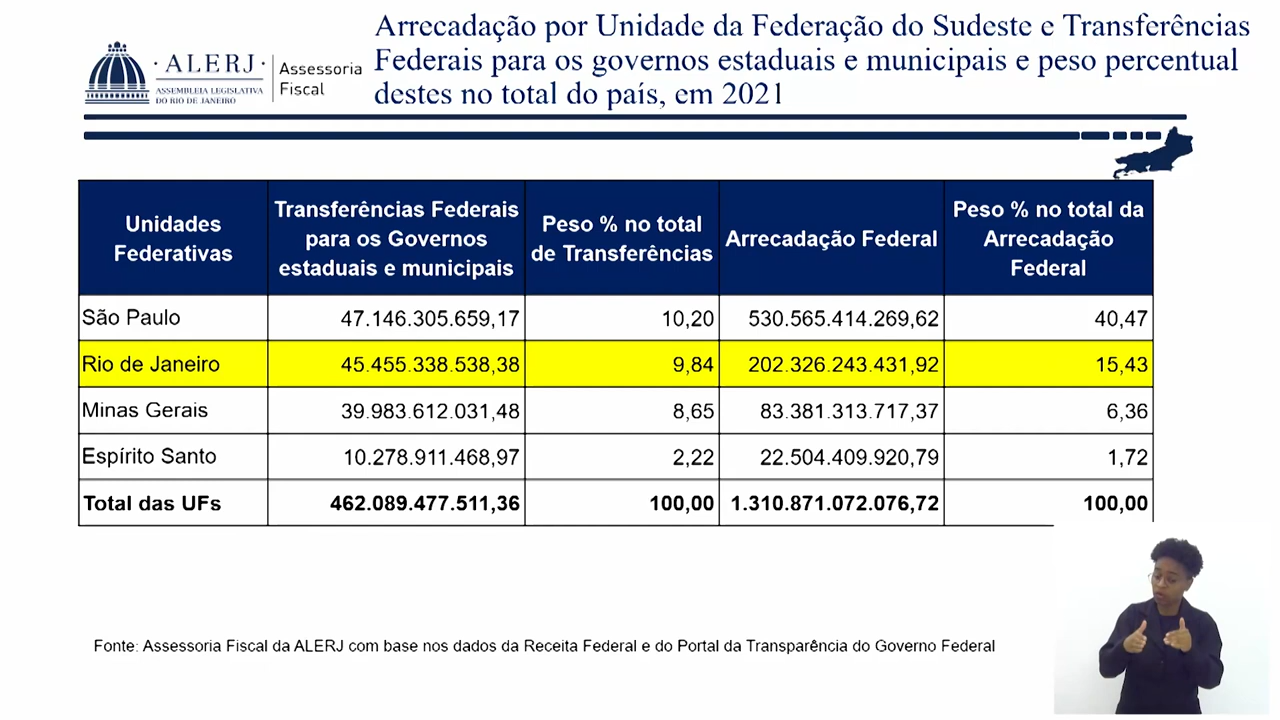 Arrecadação por Unidade da Federação do Sudeste e Transferências
Federais para os governos estaduais e municipais e peso percentual
destes no total do país, em 2021
· ALERJ ·
ASSEMBLEIA LEGISLATIVA
DO RIO DE JANEIRO
Assessoria
Fiscal
Unidades
Federativas
Transferências Federais
para os Governos
estaduais e municipais
Peso % no total
de Transferências
Arrecadação Federal
Peso % no total da
Arrecadação
Federal
São Paulo 47.146.305.659,17 10,20 530.565.414.269,62 40,47
Rio de Janeiro 45.455.338.538,38 9,84 202.326.243.431,92 15,43
Minas Gerais 39.983.612.031,48 8,65 83.381.313.717,37 6,36
Espírito Santo 10.278.911.468,97 2,22 22.504.409.920,79 1,72
Total das UFs 462.089.477.511,36 100,00 1.310.871.072.076,72 100,00
Fonte: Assessoria Fiscal da ALERJ com base nos dados da Receita Federal e do Portal da Transparência do Governo Federal